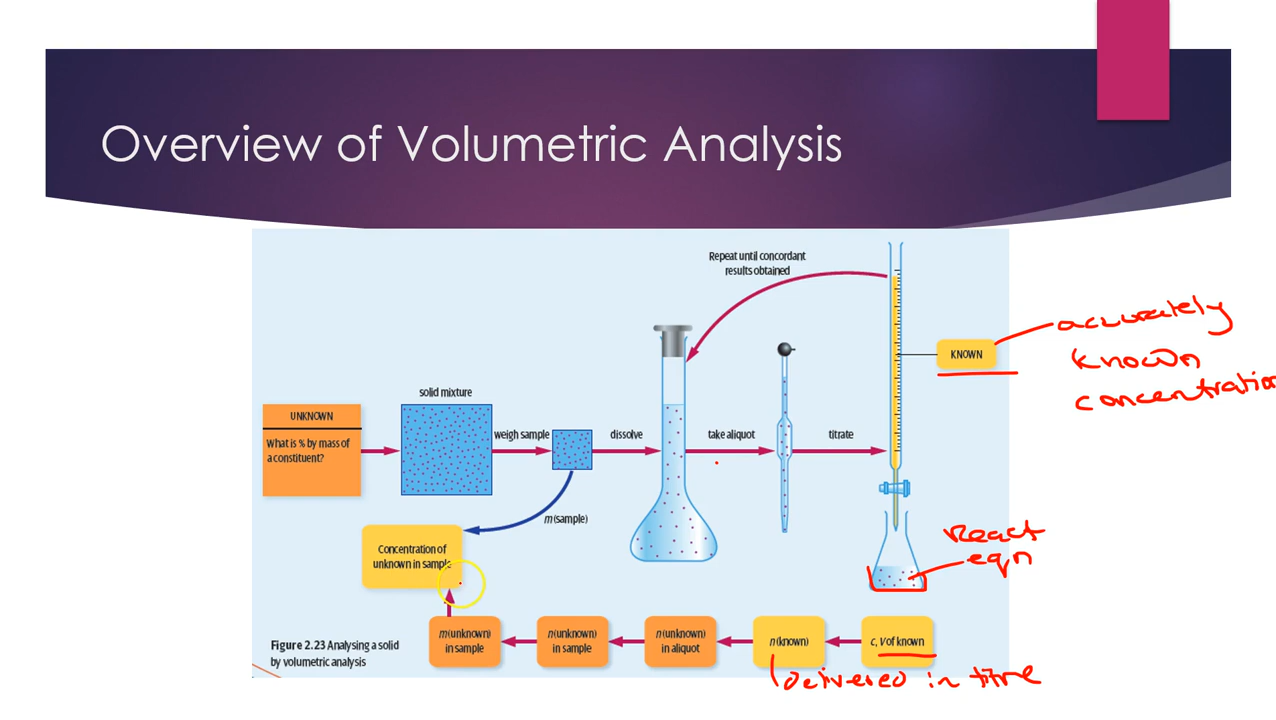 Overview of Volumetric Analysis
Repeat until concordant
results obtained
accurately
KNOWN
known
concentration
solid mixture
UNKNOWN
What is % by mass of
a constituent?
weigh sample
dissolve
take aliquot
titrate
m(sample)
Concentration of
unknown in sample
React
eqn
Figure 2.23 Analysing a solid
by volumetric analysis
m(unknown)
in sample
n(unknown)
in sample
n(unknown)
in aliquot
n(known)
c, V of known
delivered in titre